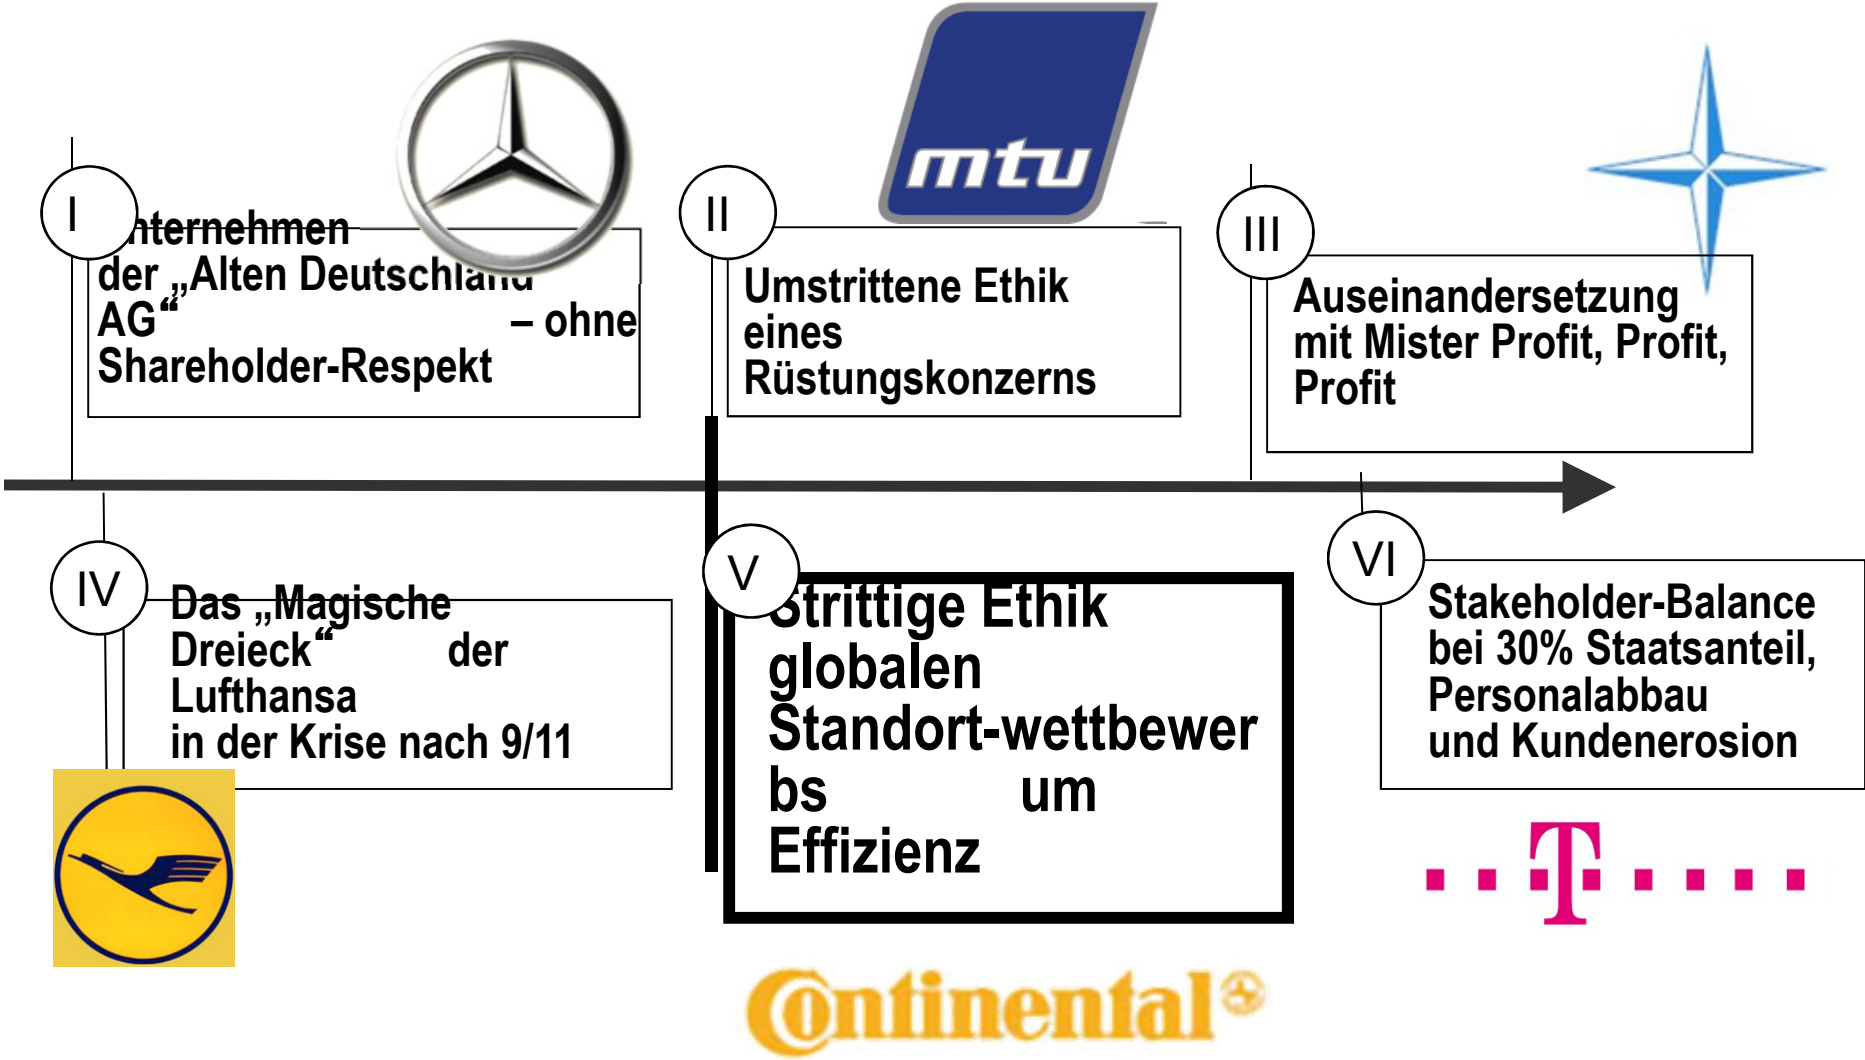 I
nternehmen
der „Alten Deutschland
AG“ – ohne
Shareholder-Respekt
mtu
II
Umstrittene Ethik
eines
Rüstungskonzerns
III
Auseinandersetzung
mit Mister Profit, Profit,
Profit
IV
Das „Magische
Dreieck“ der
Lufthansa
in der Krise nach 9/11
V
Strittige Ethik
globalen
Standort-wettbewer
bs um
Effizienz
Continental
VI
Stakeholder-Balance
bei 30% Staatsanteil,
Personalabbau
und Kundenerosion
T